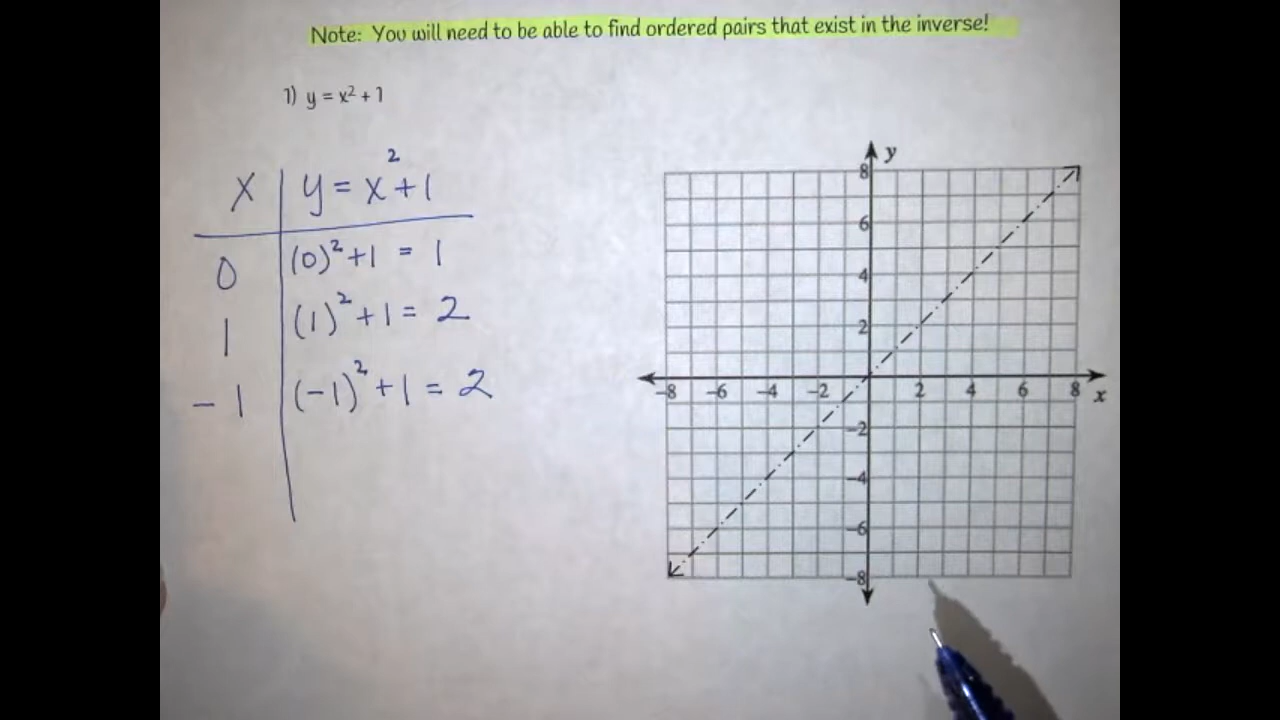 Note: You will need to be able to find ordered pairs that exist in the inverse!
1) y = x² + 1
x | y = x² + 1
0 | (0)² + 1 = 1
1 | (1)² + 1 = 2
-1 | (-1)² + 1 = 2
y
8
6
4
2
-8 -6 -4 -2 2 4 6 8 x
-2
-4
-6
-8